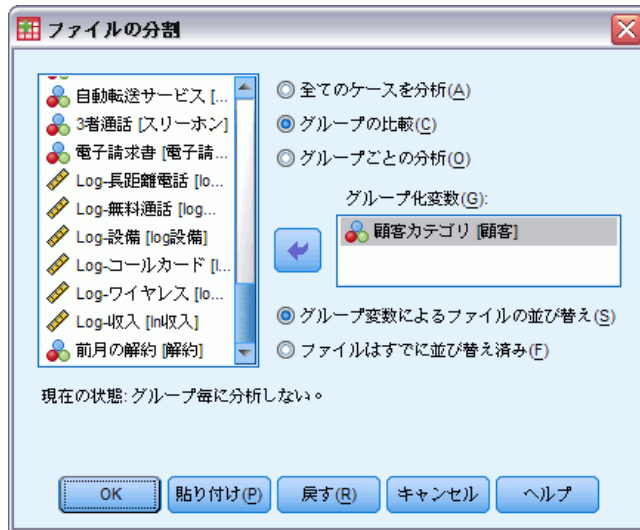 ファイルの分割
自動転送サービス [...
3者通話 [スリーホン]
電子請求書 [電子請...
Log-長距離電話 [lo...
Log-無料通話 [log...
Log-設備 [log設備]
Log-コールカード [l...
Log-ワイヤレス [lo...
Log-収入 [ln収入]
前月の解約 [解約]
全てのケースを分析(A)
グループの比較(C)
グループごとの分析(O)
グループ化変数(G):
顧客カテゴリ [顧客]
グループ変数によるファイルの並び替え(S)
ファイルはすでに並び替え済み(F)
現在の状態: グループ毎に分析しない。
OK
貼り付け(P)
戻す(R)
キャンセル
ヘルプ